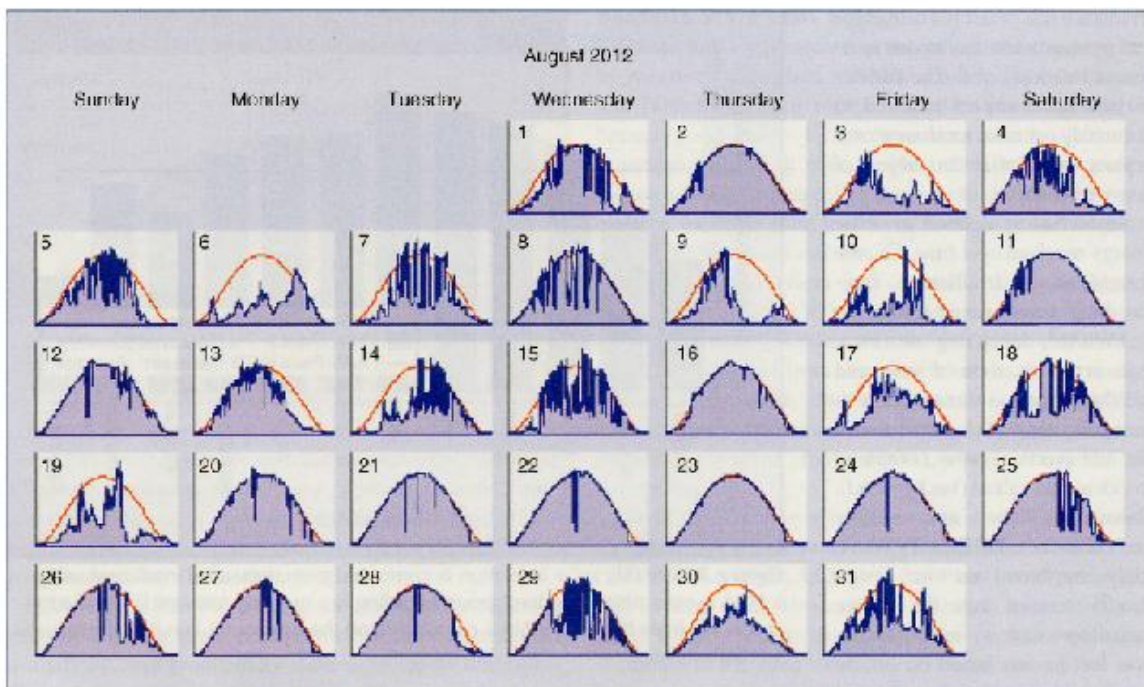 August 2012
Sunday Monday Tuesday Wednesday Thursday Friday Saturday
1 2 3 4
5 6 7 8 9 10 11
12 13 14 15 16 17 18
19 20 21 22 23 24 25
26 27 28 29 30 31